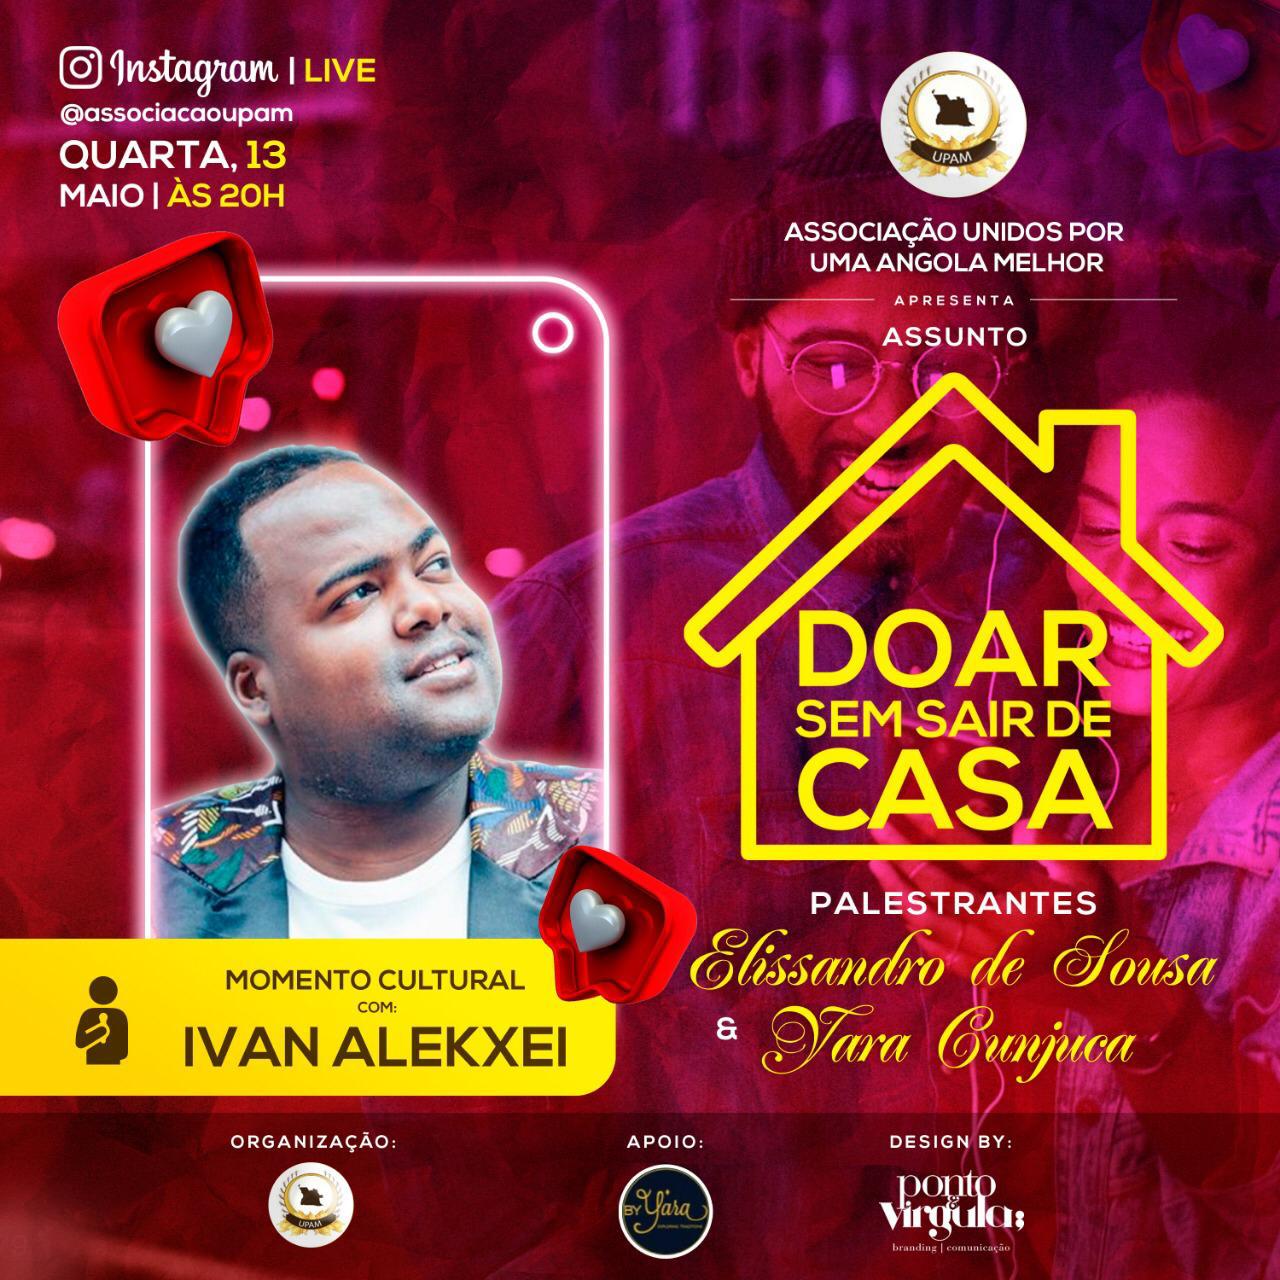 Instagram | LIVE
@associacaoupam
QUARTA, 13
MAIO | ÀS 20H
UPAM
ASSOCIAÇÃO UNIDOS POR
UMA ANGOLA MELHOR
APRESENTA
ASSUNTO
DOAR
SEM SAIR DE
CASA
PALESTRANTES
Elissandro de Sousa
& Yara Cunjuca
MOMENTO CULTURAL
COM:
IVAN ALEKXEI
ORGANIZAÇÃO:
UPAM
APOIO:
BY Yara
DESIGN BY:
ponto
& virgula;
branding | comunicação